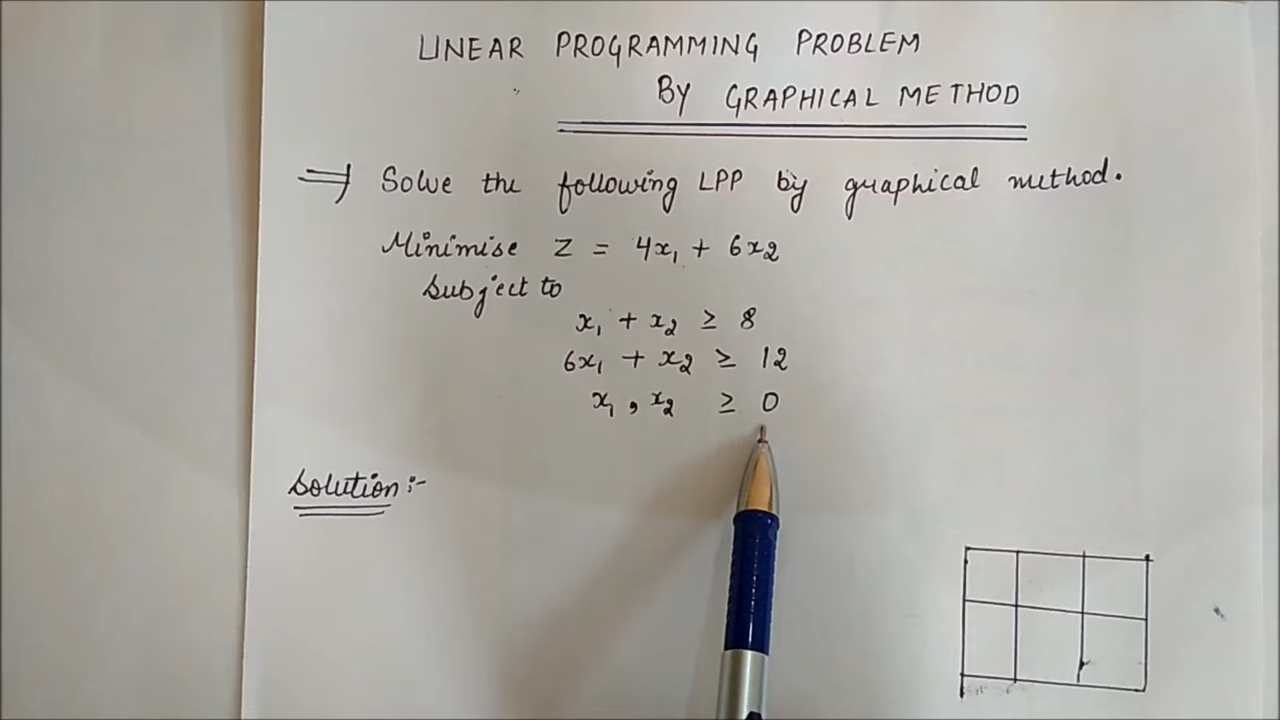 LINEAR PROGRAMMING PROBLEM
BY GRAPHICAL METHOD
⇒ Solve the following LPP by graphical method.
Minimise Z = 4x₁ + 6x₂
Subject to
x₁ + x₂ ≥ 8
6x₁ + x₂ ≥ 12
x₁, x₂ ≥ 0
Solution:-